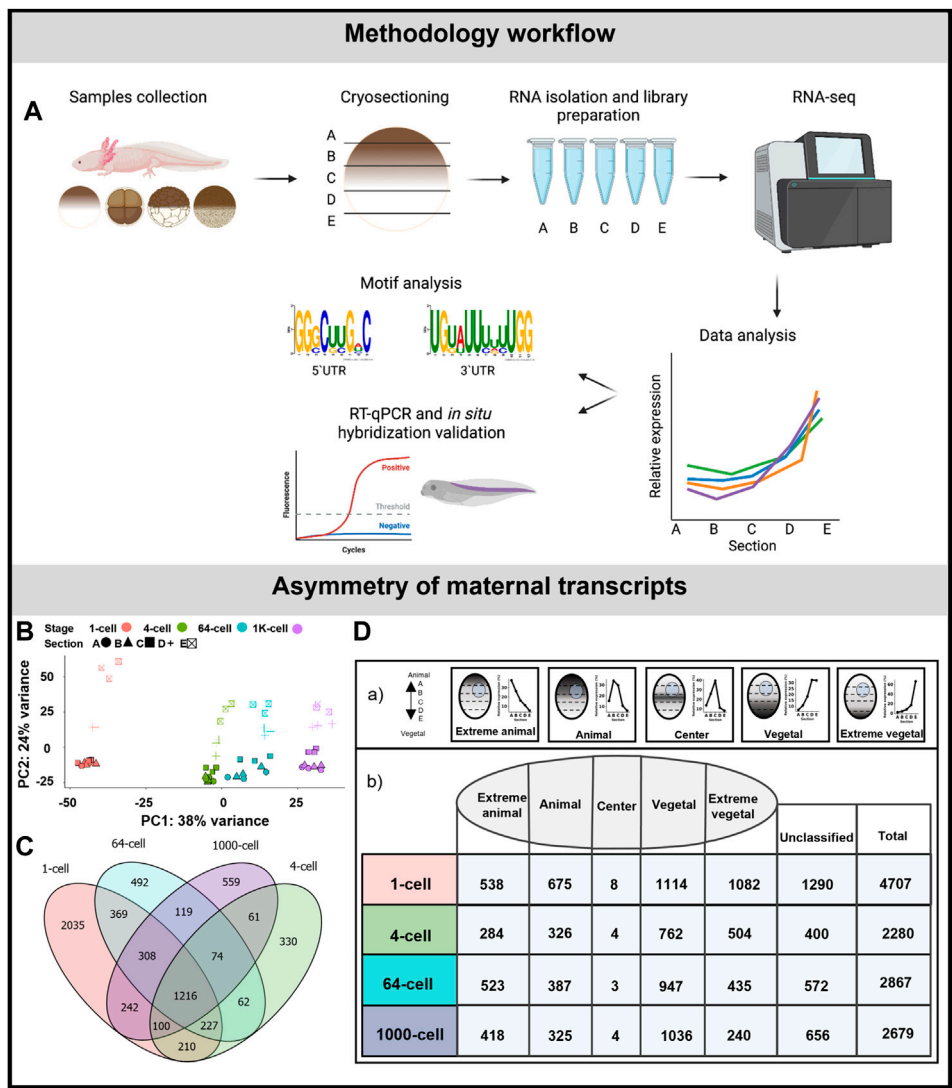 Methodology workflow
A
Samples collection
Cryosectioning
RNA isolation and library
preparation
RNA-seq
A
B
C
D
E
A B C D E
Motif analysis
5`UTR
3`UTR
Data analysis
RT-qPCR and in situ
hybridization validation
Fluorescence
Positive
Threshold
Negative
Cycles
Relative expression
A B C D E
Section
Asymmetry of maternal transcripts
B
Stage 1-cell 4-cell 64-cell 1K-cell
Section A B C D E
PC2: 24% variance
50
25
0
-25
-50 -25 0 25
PC1: 38% variance
C
1-cell
64-cell
1000-cell
4-cell
492 559
2035 369 119 61 330
308 74
1216
242 62
100 227
210
D
a)
Animal
A
B
C
D
E
Vegetal
Extreme animal
Animal
Center
Vegetal
Extreme vegetal
b)
Extreme animal Animal Center Vegetal Extreme vegetal Unclassified Total
1-cell 538 675 8 1114 1082 1290 4707
4-cell 284 326 4 762 504 400 2280
64-cell 523 387 3 947 435 572 2867
1000-cell 418 325 4 1036 240 656 2679